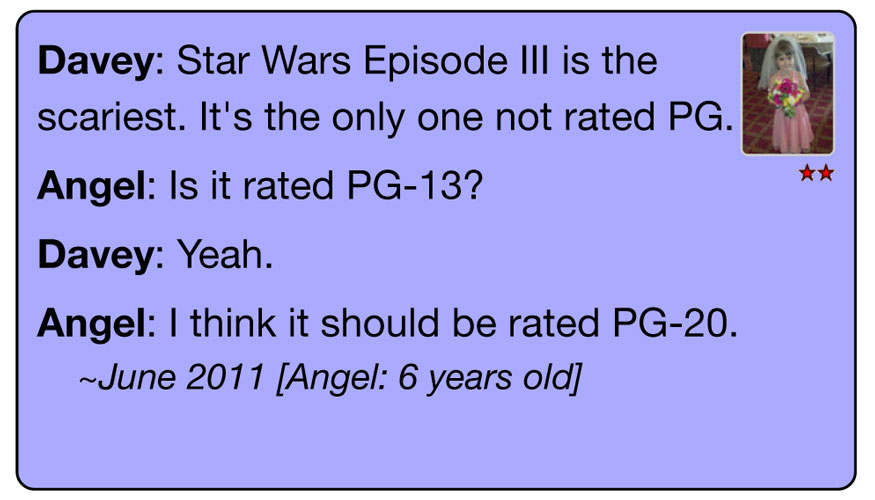 Davey: Star Wars Episode III is the
scariest. It's the only one not rated PG.
Angel: Is it rated PG-13?
Davey: Yeah.
Angel: I think it should be rated PG-20.
~June 2011 [Angel: 6 years old]